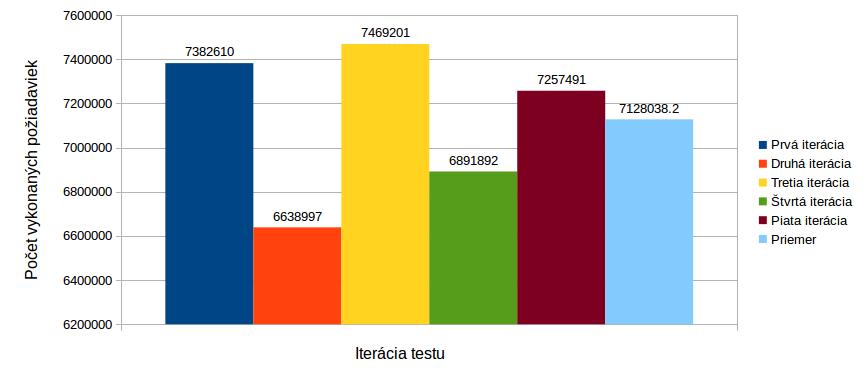 7600000
7400000
7200000
7000000
6800000
6600000
6400000
6200000
Počet vykonaných požiadaviek
7382610
6638997
7469201
6891892
7257491
7128038.2
Iterácia testu
Prvá iterácia
Druhá iterácia
Tretia iterácia
Štvrtá iterácia
Piata iterácia
Priemer